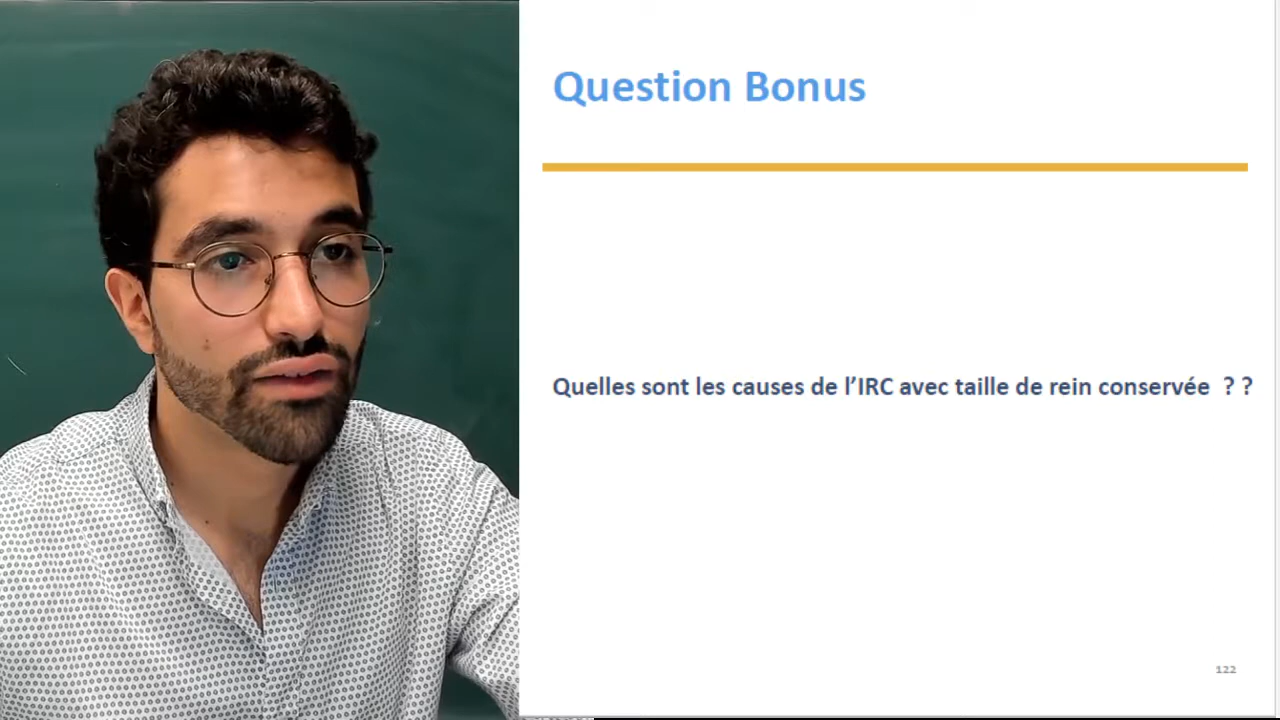 Question Bonus
Quelles sont les causes de l’IRC avec taille de rein conservée ? ?
122